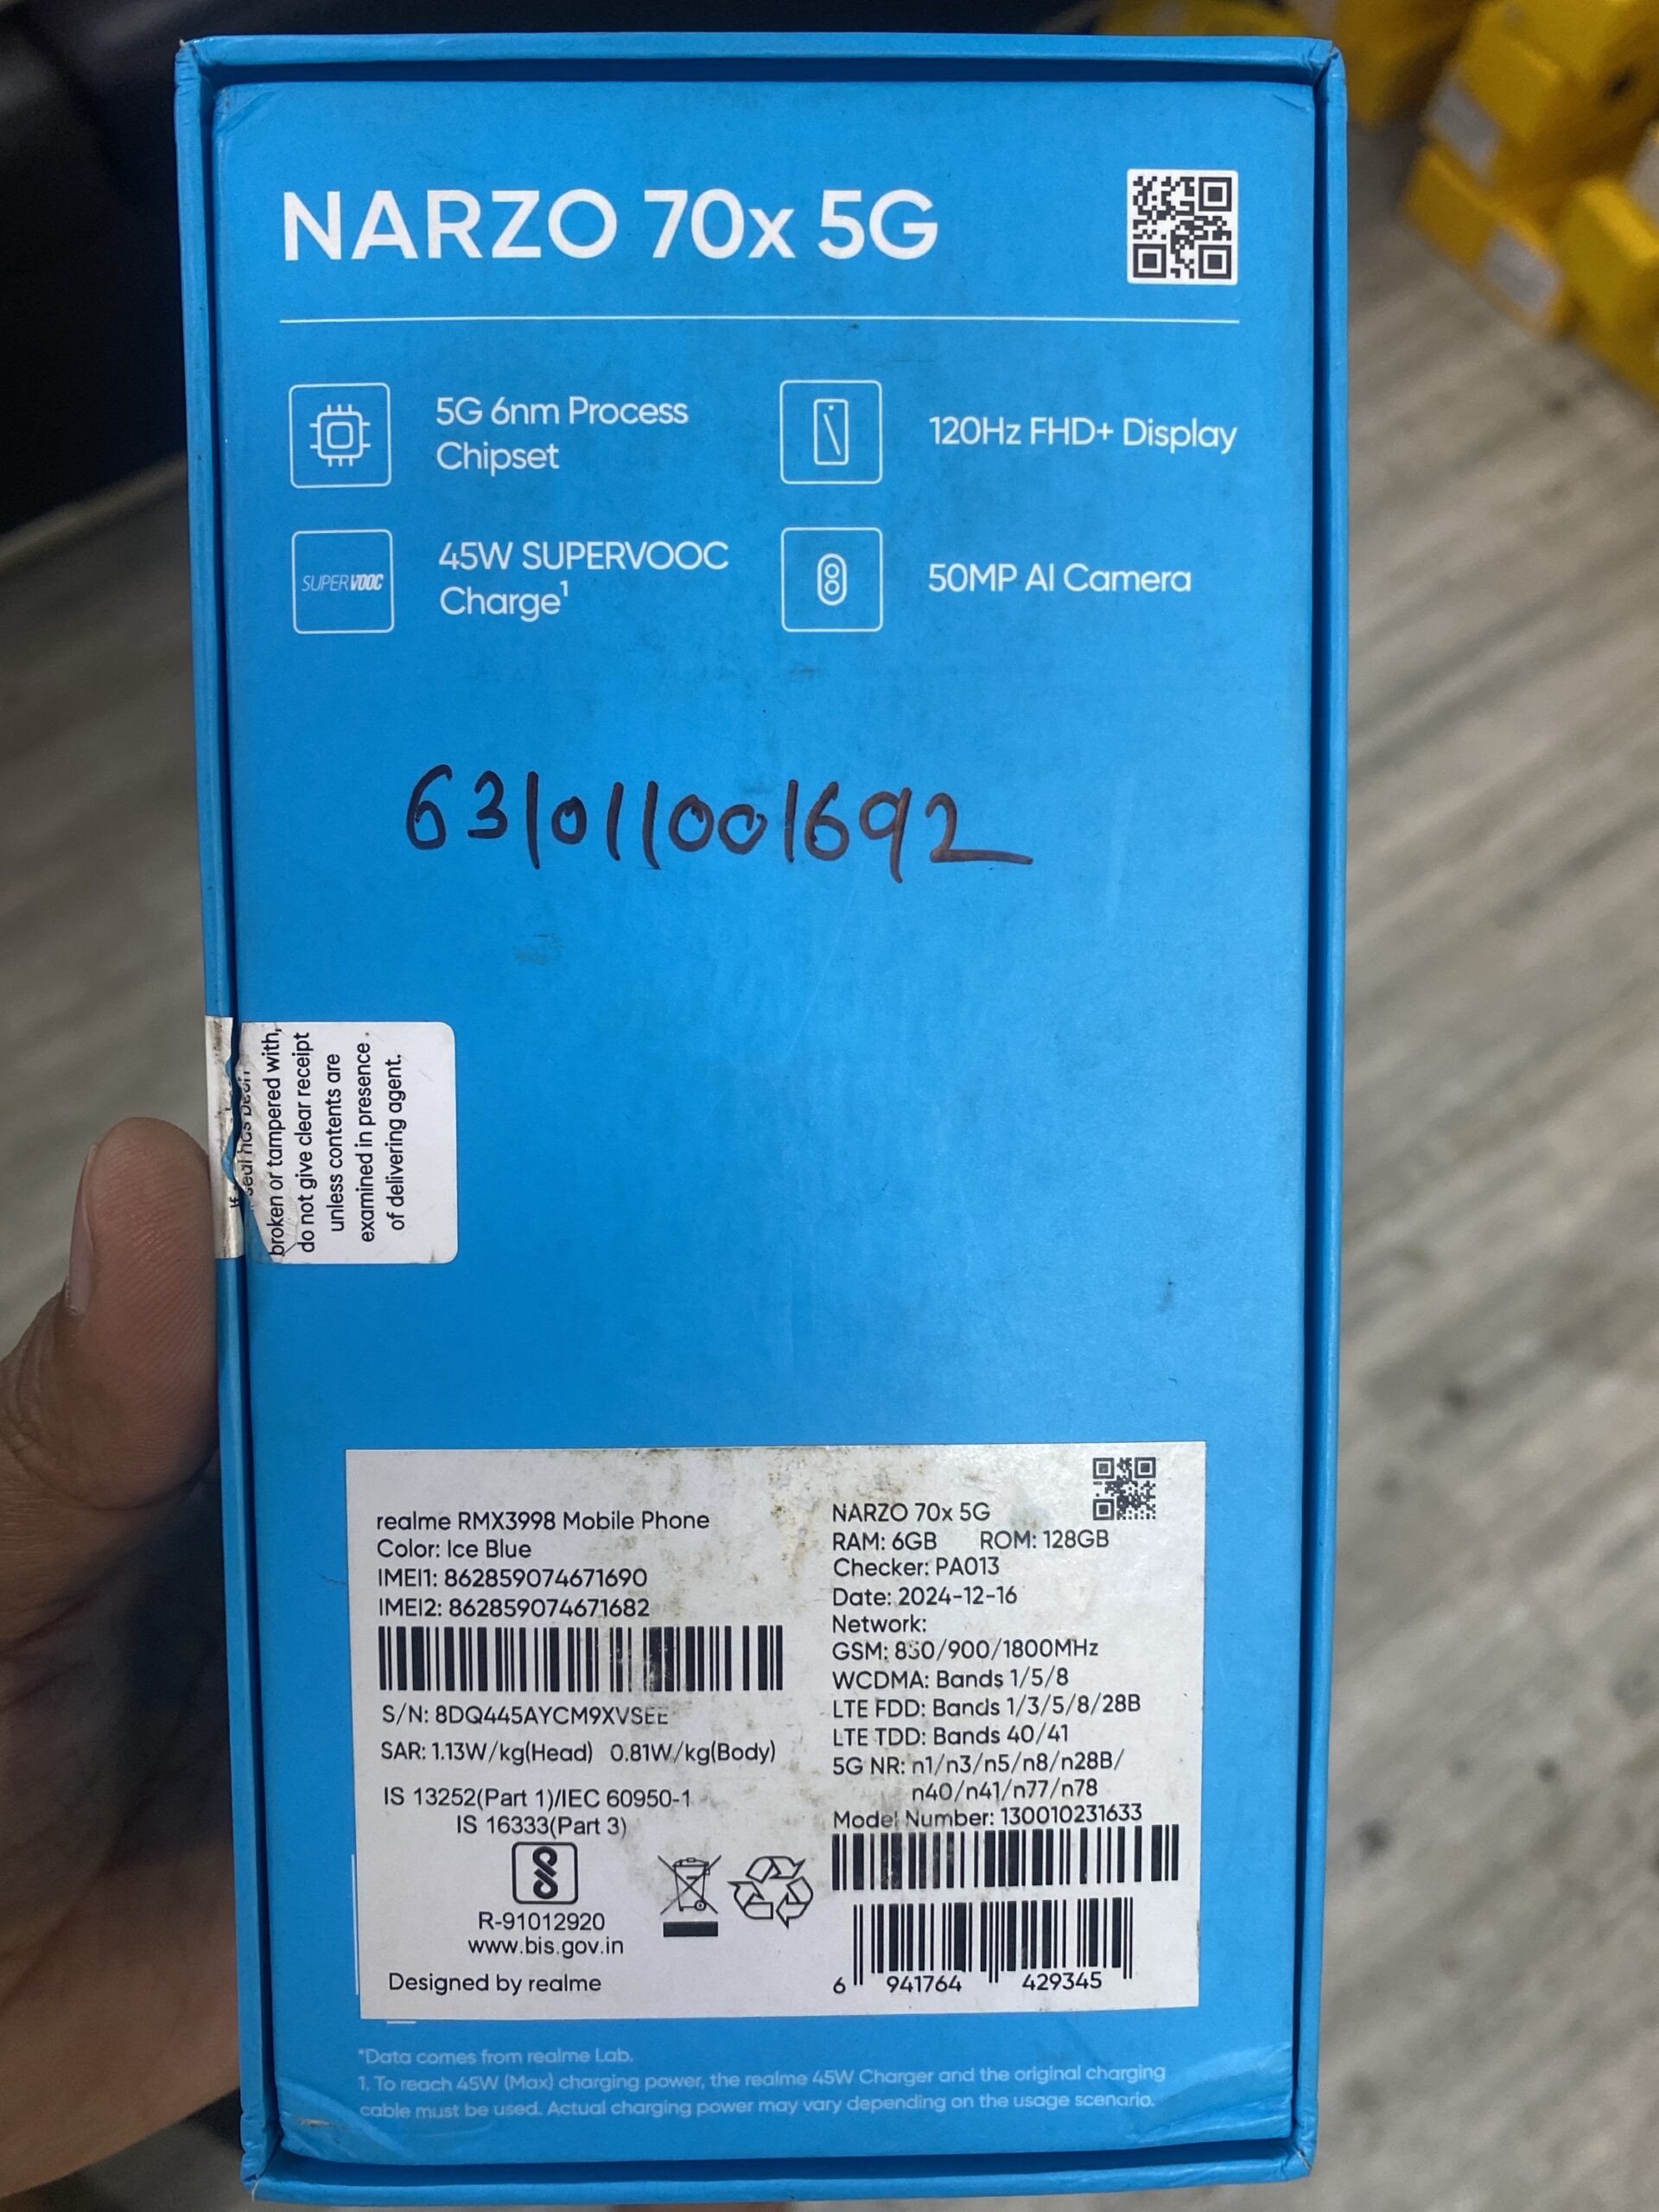 NARZO 70x 5G
5G 6nm Process
Chipset
120Hz FHD+ Display
SUPERVOOC
45W SUPERVOOC
Charge¹
50MP AI Camera
631011001692
If seal has been
broken or tampered with,
do not give clear receipt
unless contents are
examined in presence
of delivering agent.
realme RMX3998 Mobile Phone
Color: Ice Blue
IMEI1: 862859074671690
IMEI2: 862859074671682
S/N: 8DQ445AYCM9XVSEE
SAR: 1.13W/kg(Head) 0.81W/kg(Body)
IS 13252(Part 1)/IEC 60950-1
IS 16333(Part 3)
R-91012920
www.bis.gov.in
Designed by realme
NARZO 70x 5G
RAM: 6GB ROM: 128GB
Checker: PA013
Date: 2024-12-16
Network:
GSM: 850/900/1800MHz
WCDMA: Bands 1/5/8
LTE FDD: Bands 1/3/5/8/28B
LTE TDD: Bands 40/41
5G NR: n1/n3/n5/n8/n28B/
n40/n41/n77/n78
Model Number: 130010231633
6 941764 429345
*Data comes from realme Lab.
1. To reach 45W (Max) charging power, the realme 45W Charger and the original charging
cable must be used. Actual charging power may vary depending on the usage scenario.